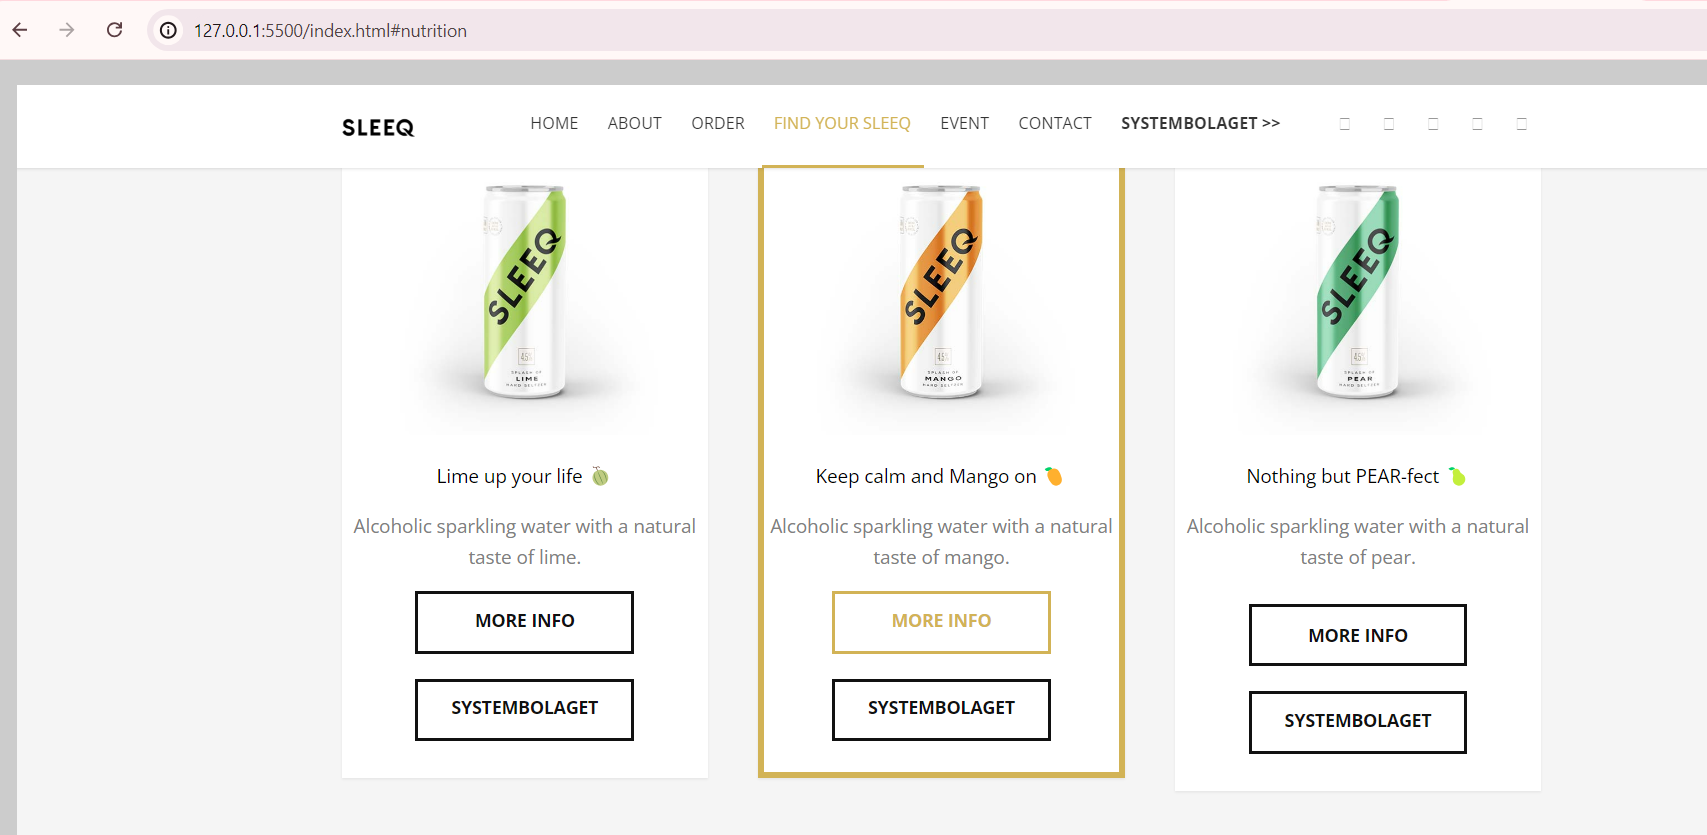 127.0.0.1:5500/index.html#nutrition
SLEEQ
HOME ABOUT ORDER FIND YOUR SLEEQ EVENT CONTACT SYSTEMBOLAGET >>
SLEEQ SLEEQ SLEEQ
4,5% 4,5% 4,5%
SPLASH OF SPLASH OF SPLASH OF
LIME MANGO PEAR
HARD SELTZER HARD SELTZER HARD SELTZER
Lime up your life 🍈 Keep calm and Mango on 🥭 Nothing but PEAR-fect 🍐
Alcoholic sparkling water with a natural Alcoholic sparkling water with a natural Alcoholic sparkling water with a natural
taste of lime. taste of mango. taste of pear.
MORE INFO MORE INFO MORE INFO
SYSTEMBOLAGET SYSTEMBOLAGET SYSTEMBOLAGET